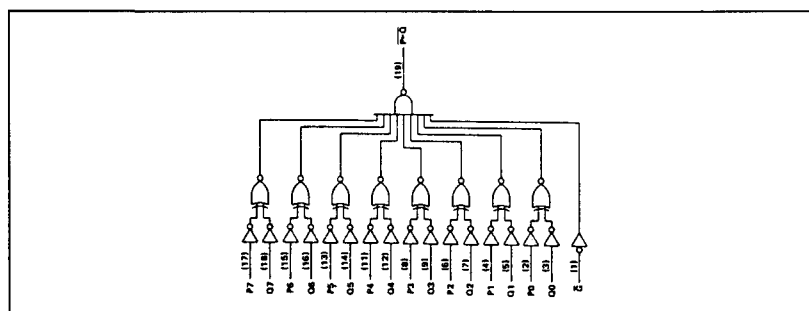 P=Q̅
(19)
P7 (17)
Q7 (18)
P6 (15)
Q6 (16)
P5 (13)
Q5 (14)
P4 (11)
Q4 (12)
P3 (8)
Q3 (9)
P2 (6)
Q2 (7)
P1 (4)
Q1 (5)
P0 (2)
Q0 (3)
G̅ (1)